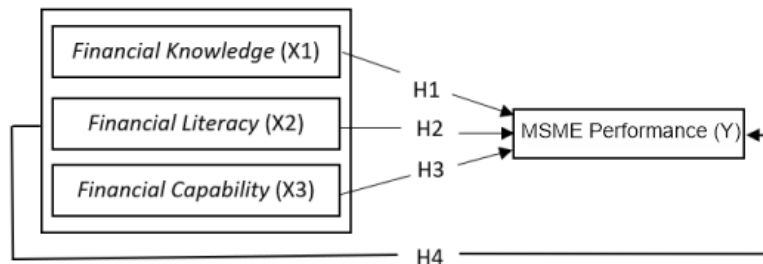 Financial Knowledge (X1)
H1
Financial Literacy (X2)
H2
MSME Performance (Y)
Financial Capability (X3)
H3
H4